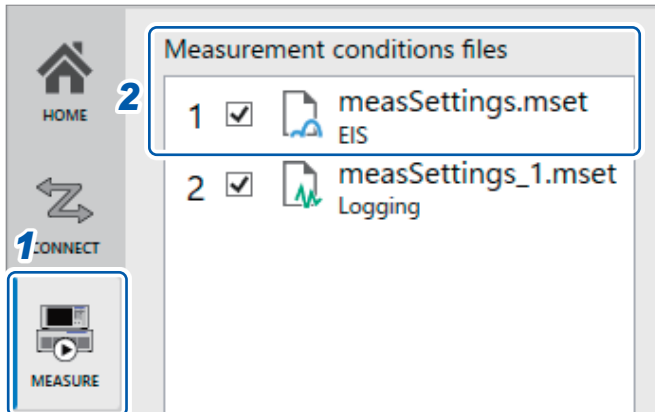 HOME
CONNECT
MEASURE
1
2
Measurement conditions files
1 measSettings.mset
EIS
2 measSettings_1.mset
Logging